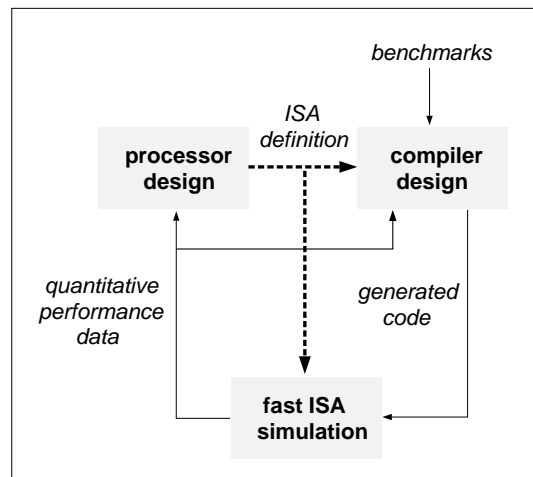 benchmarks
ISA
definition
processor
design
compiler
design
quantitative
performance
data
generated
code
fast ISA
simulation